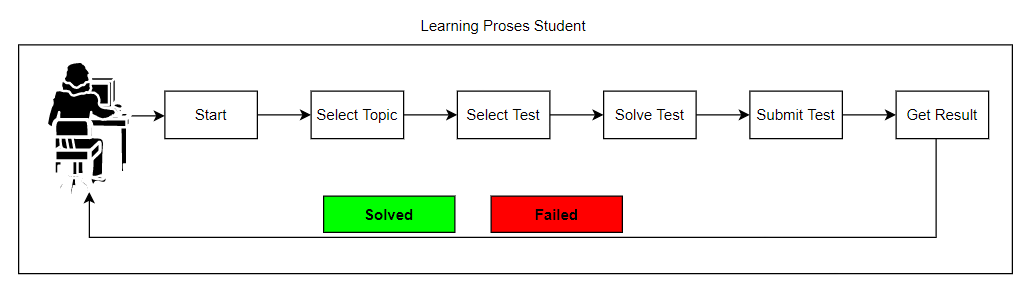 Learning Proses Student
Start
Select Topic
Select Test
Solve Test
Submit Test
Get Result
Solved
Failed